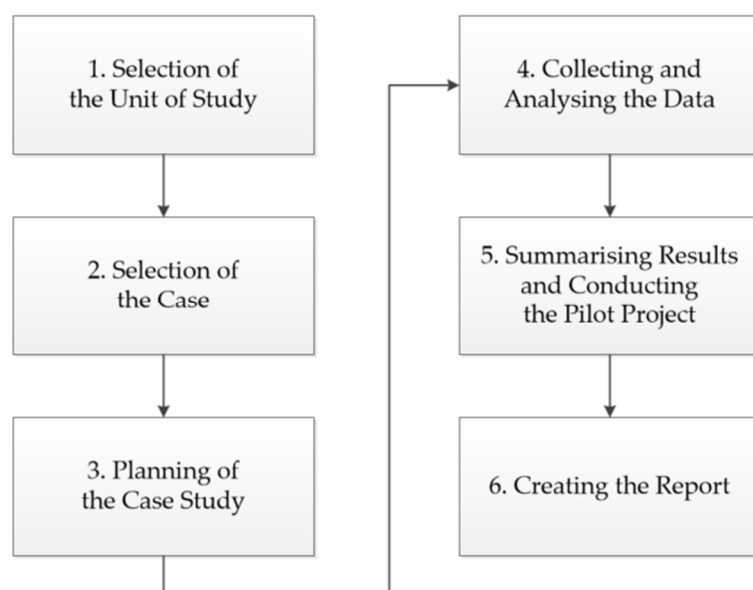 1. Selection of
the Unit of Study
2. Selection of
the Case
3. Planning of
the Case Study
4. Collecting and
Analysing the Data
5. Summarising Results
and Conducting
the Pilot Project
6. Creating the Report